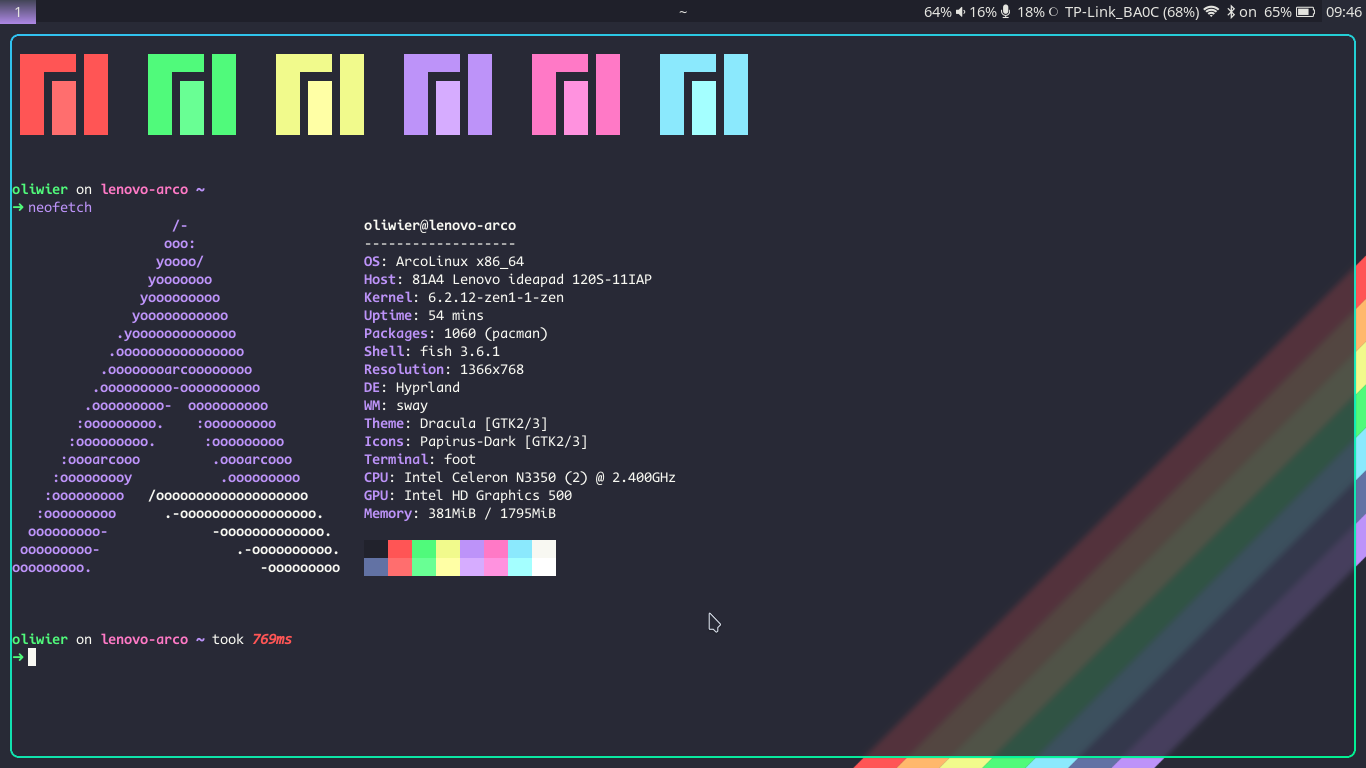 1 ~ 64% 16% 18% TP-Link_BA0C (68%) on 65% 09:46
oliwier on lenovo-arco ~
➜ neofetch
/- oliwier@lenovo-arco
ooo: -------------------
yoooo/ OS: ArcoLinux x86_64
yooooooo Host: 81A4 Lenovo ideapad 120S-11IAP
yooooooooo Kernel: 6.2.12-zen1-1-zen
yooooooooooo Uptime: 54 mins
.yooooooooooooo Packages: 1060 (pacman)
.oooooooooooooooo Shell: fish 3.6.1
.ooooooooarcoooooooo Resolution: 1366x768
.ooooooooo-oooooooooo DE: Hyprland
.ooooooooo-  oooooooooo WM: sway
:ooooooooo.    :ooooooooo Theme: Dracula [GTK2/3]
:ooooooooo.      :ooooooooo Icons: Papirus-Dark [GTK2/3]
:oooarcooo         .oooarcooo Terminal: foot
:ooooooooy           .ooooooooo CPU: Intel Celeron N3350 (2) @ 2.400GHz
:ooooooooo   /ooooooooooooooooooo GPU: Intel HD Graphics 500
:ooooooooo      .-ooooooooooooooooo. Memory: 381MiB / 1795MiB
ooooooooo-             -ooooooooooooo.
ooooooooo-                 .-oooooooooo.
ooooooooo.                     -ooooooooo
oliwier on lenovo-arco ~ took 769ms
➜